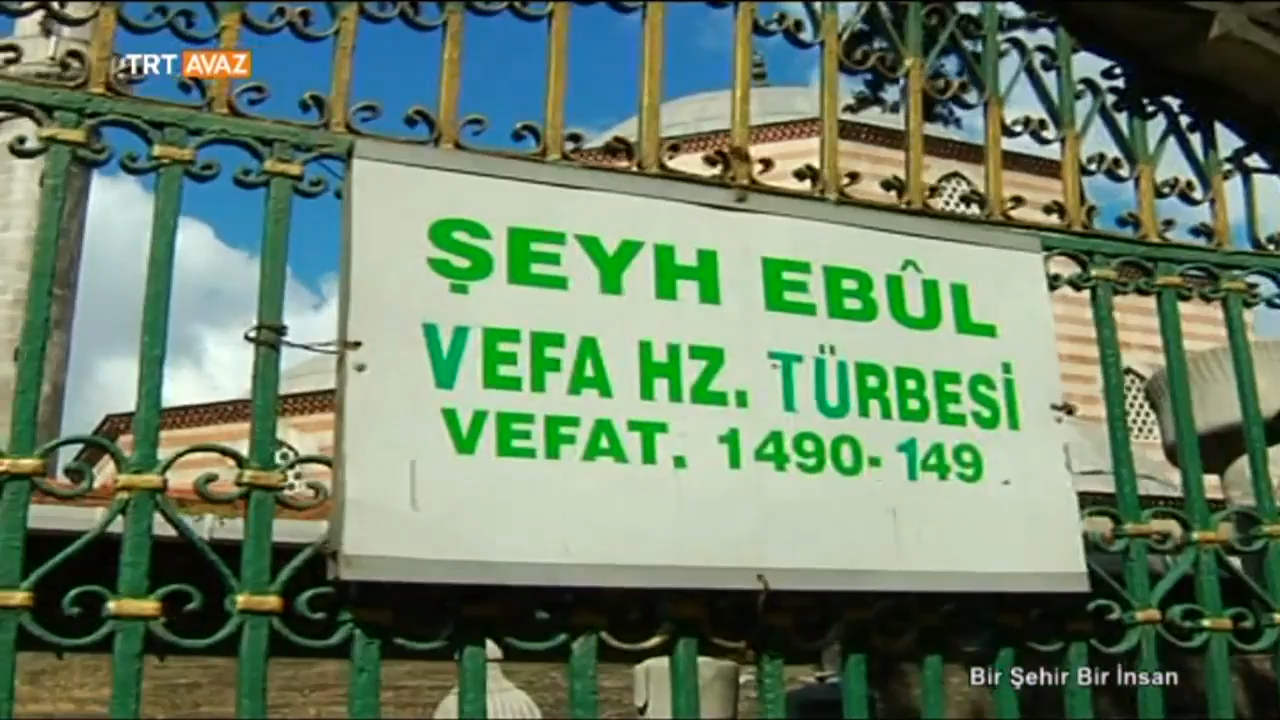 TRT AVAZ
ŞEYH EBÛL
VEFA HZ. TÜRBESİ
VEFAT. 1490-149
Bir Şehir Bir İnsan